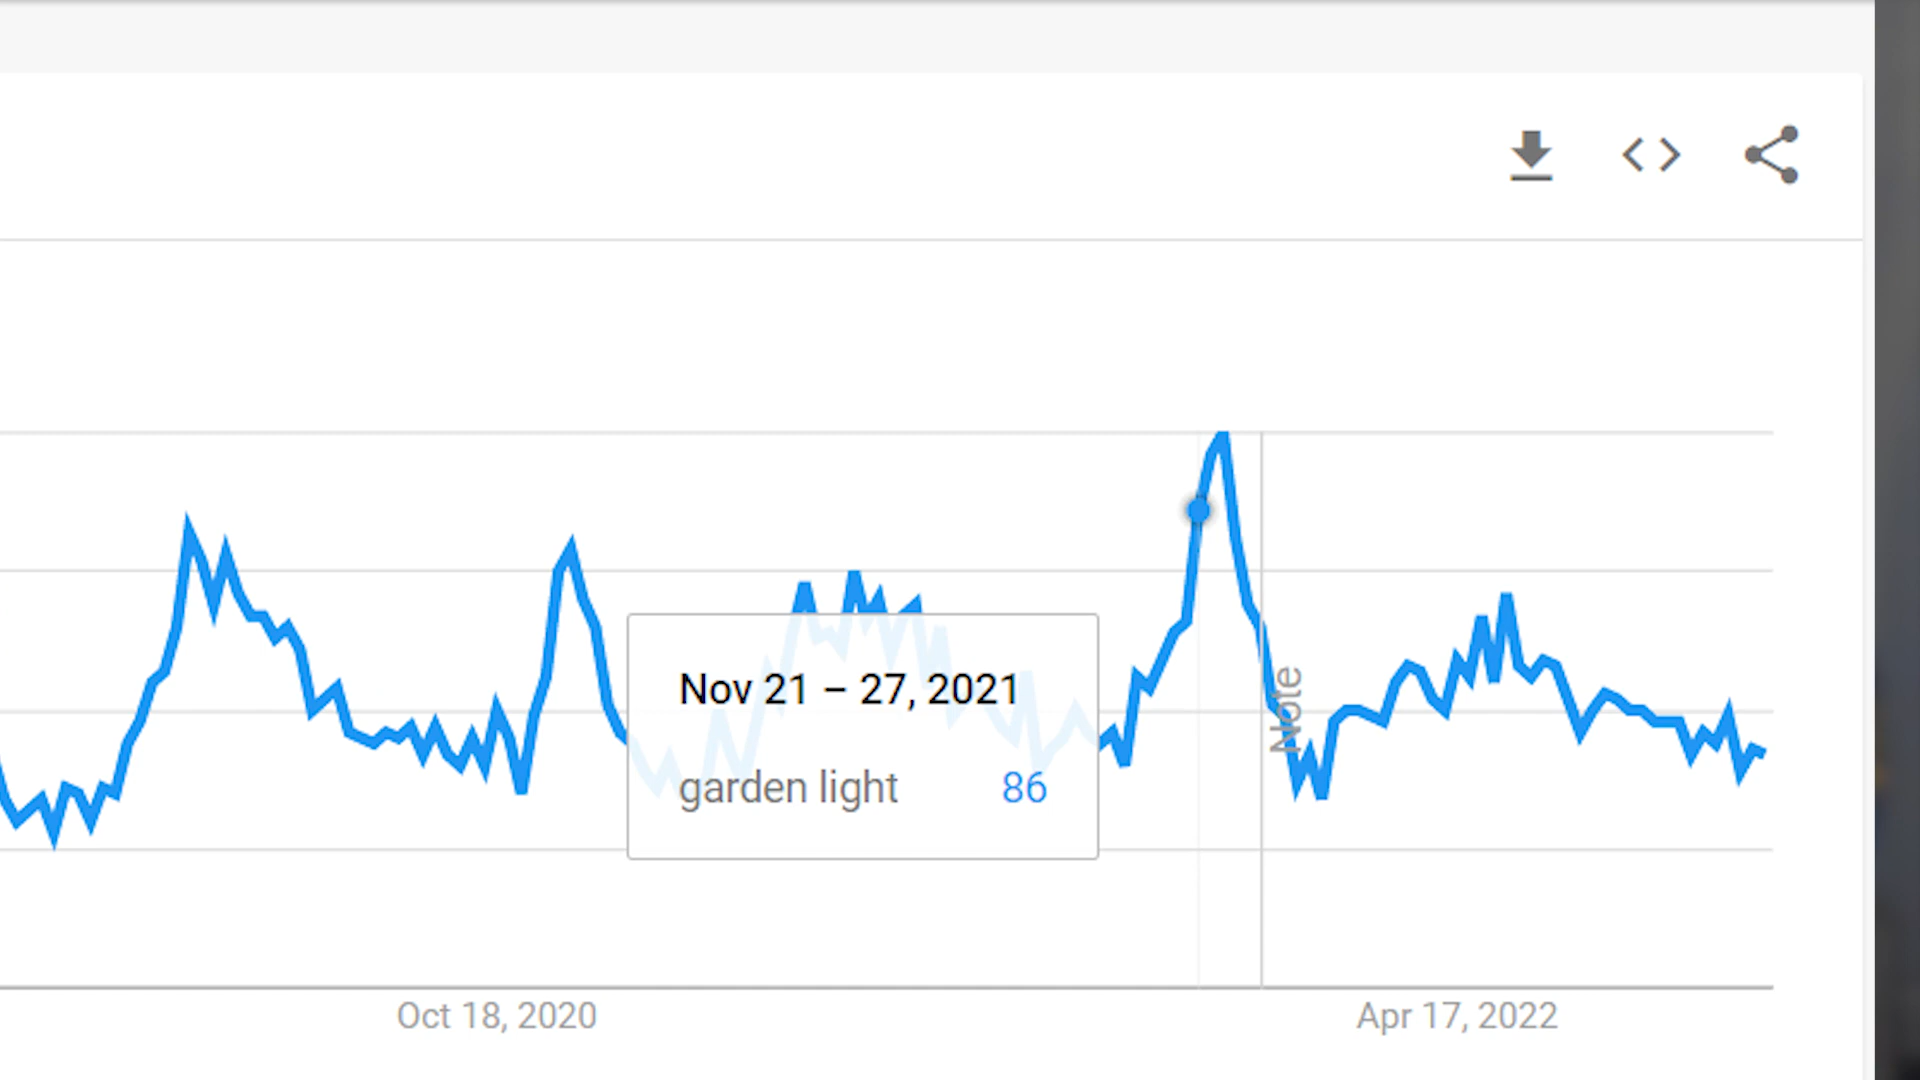 Nov 21 – 27, 2021
garden light 86
Note
Oct 18, 2020
Apr 17, 2022